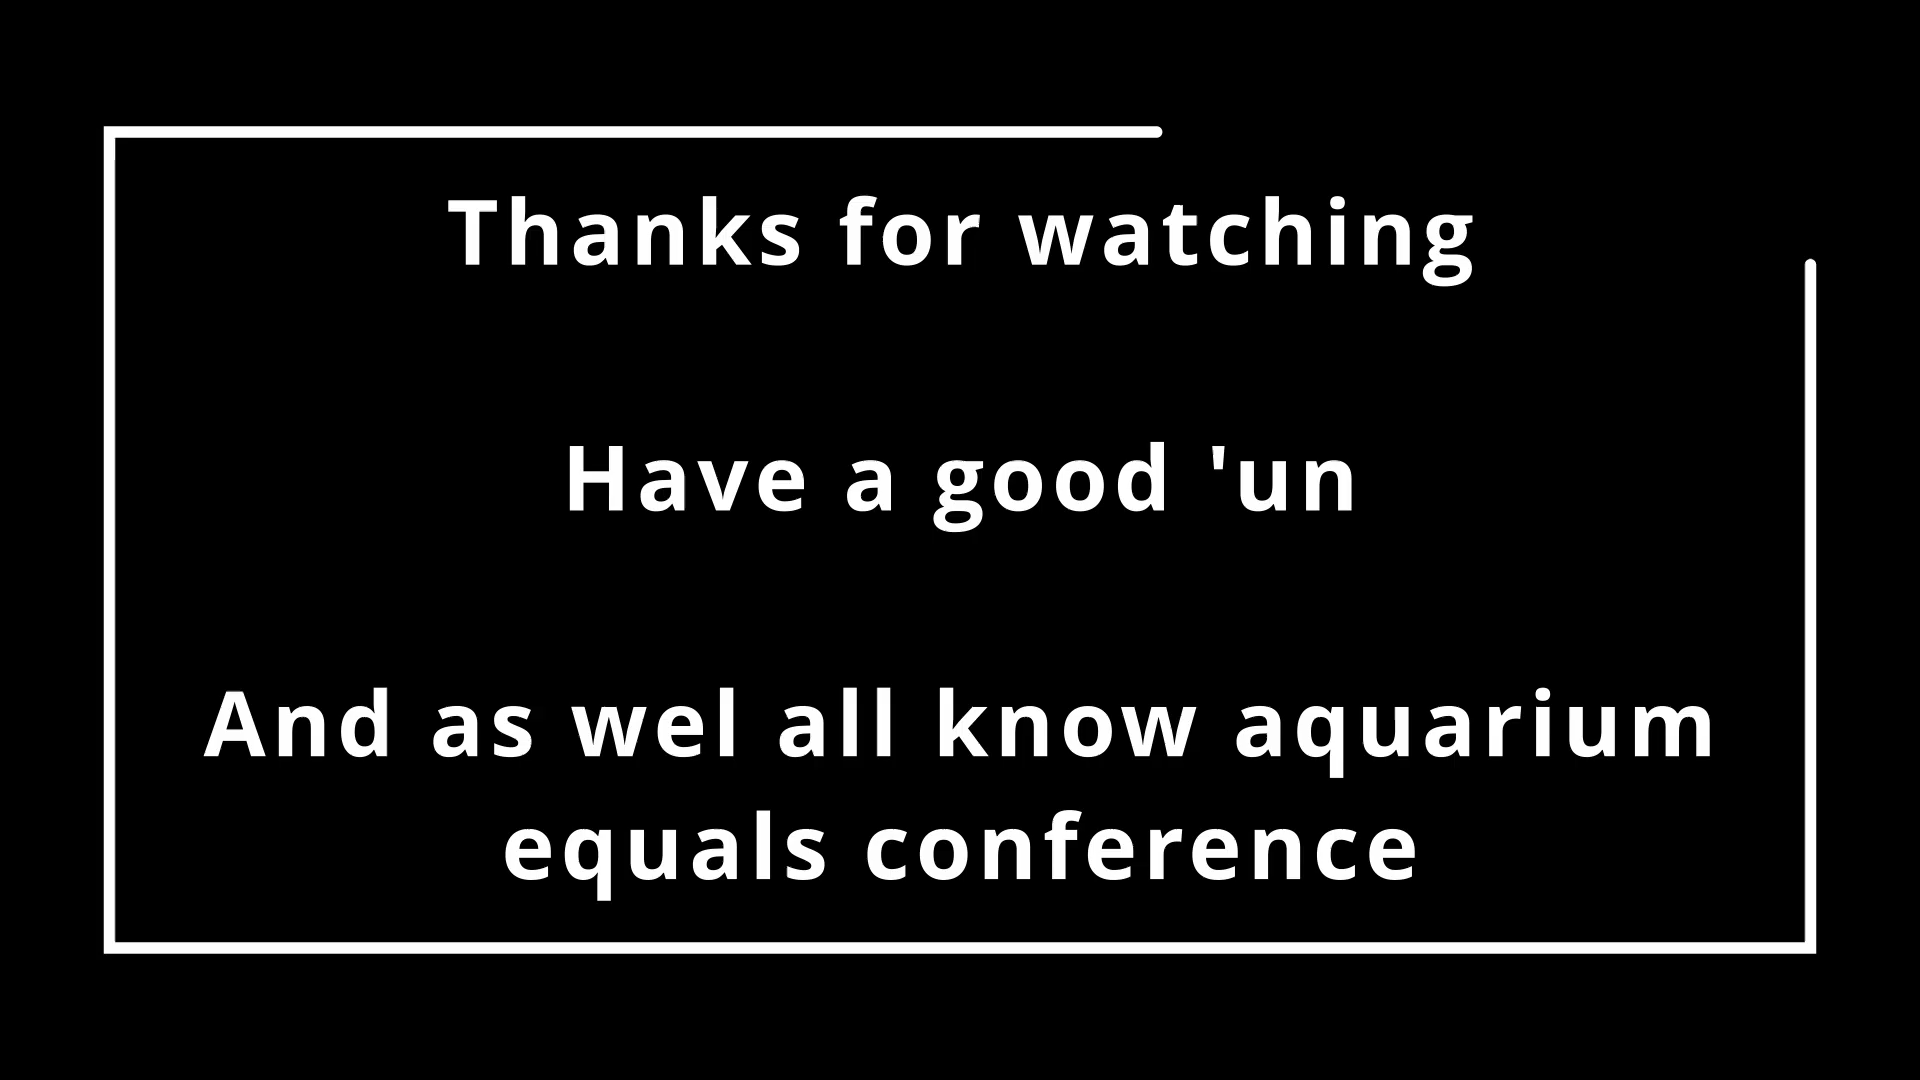 Thanks for watching
Have a good 'un
And as wel all know aquarium
equals conference